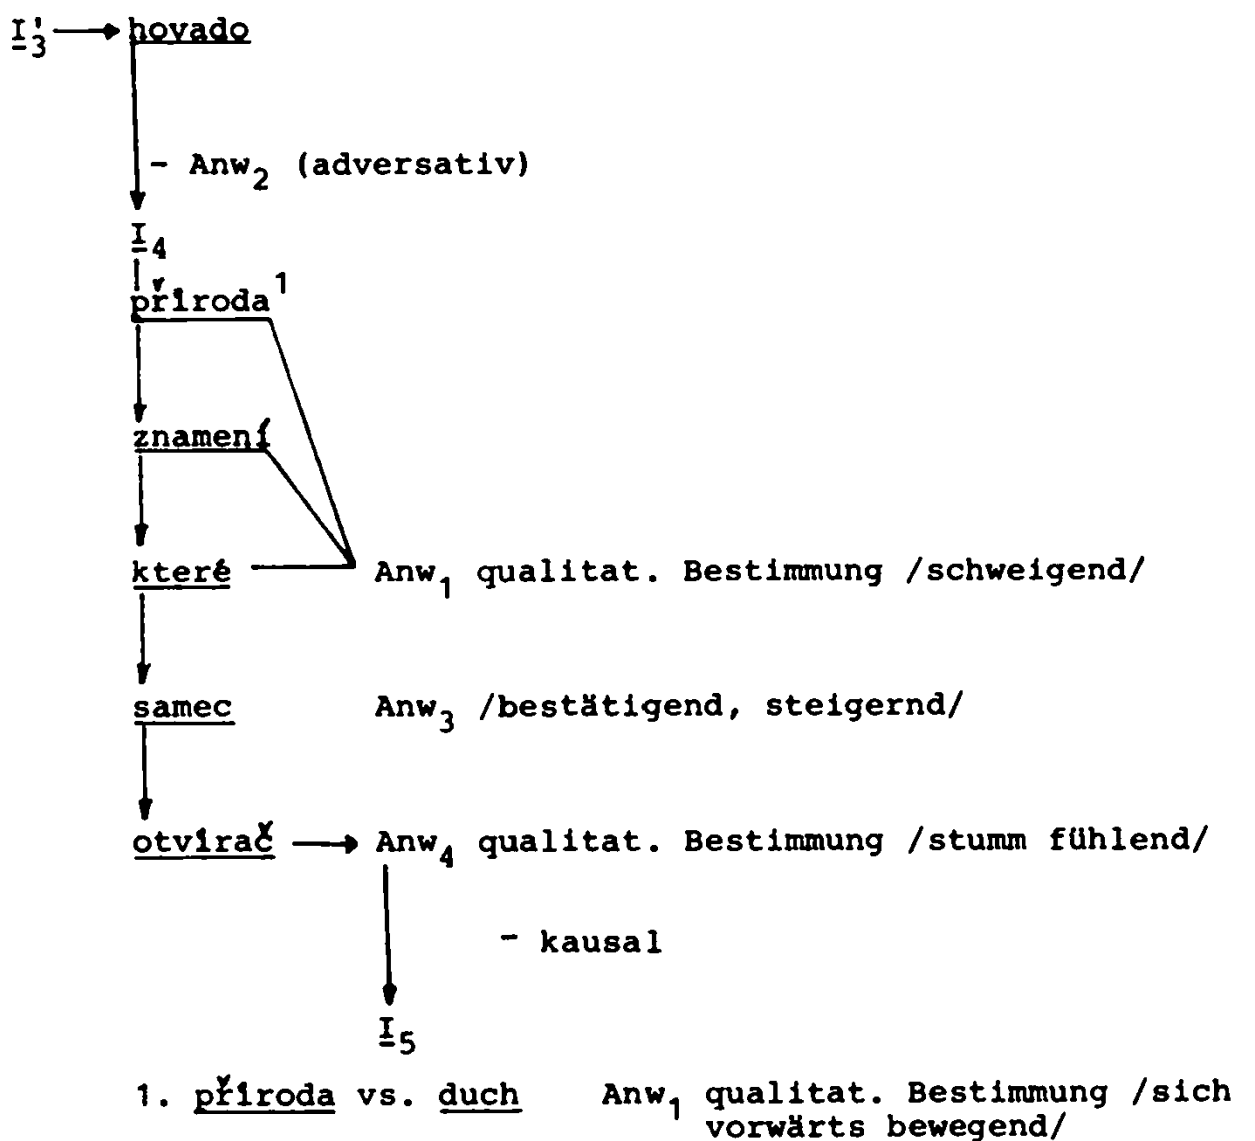 I'₃ → hovado
- Anw₂ (adversativ)
I₄
příroda¹
znamení
které Anw₁ qualitat. Bestimmung /schweigend/
samec Anw₃ /bestätigend, steigernd/
otvírač → Anw₄ qualitat. Bestimmung /stumm fühlend/
- kausal
I₅
1. příroda vs. duch Anw₁ qualitat. Bestimmung /sich
vorwärts bewegend/